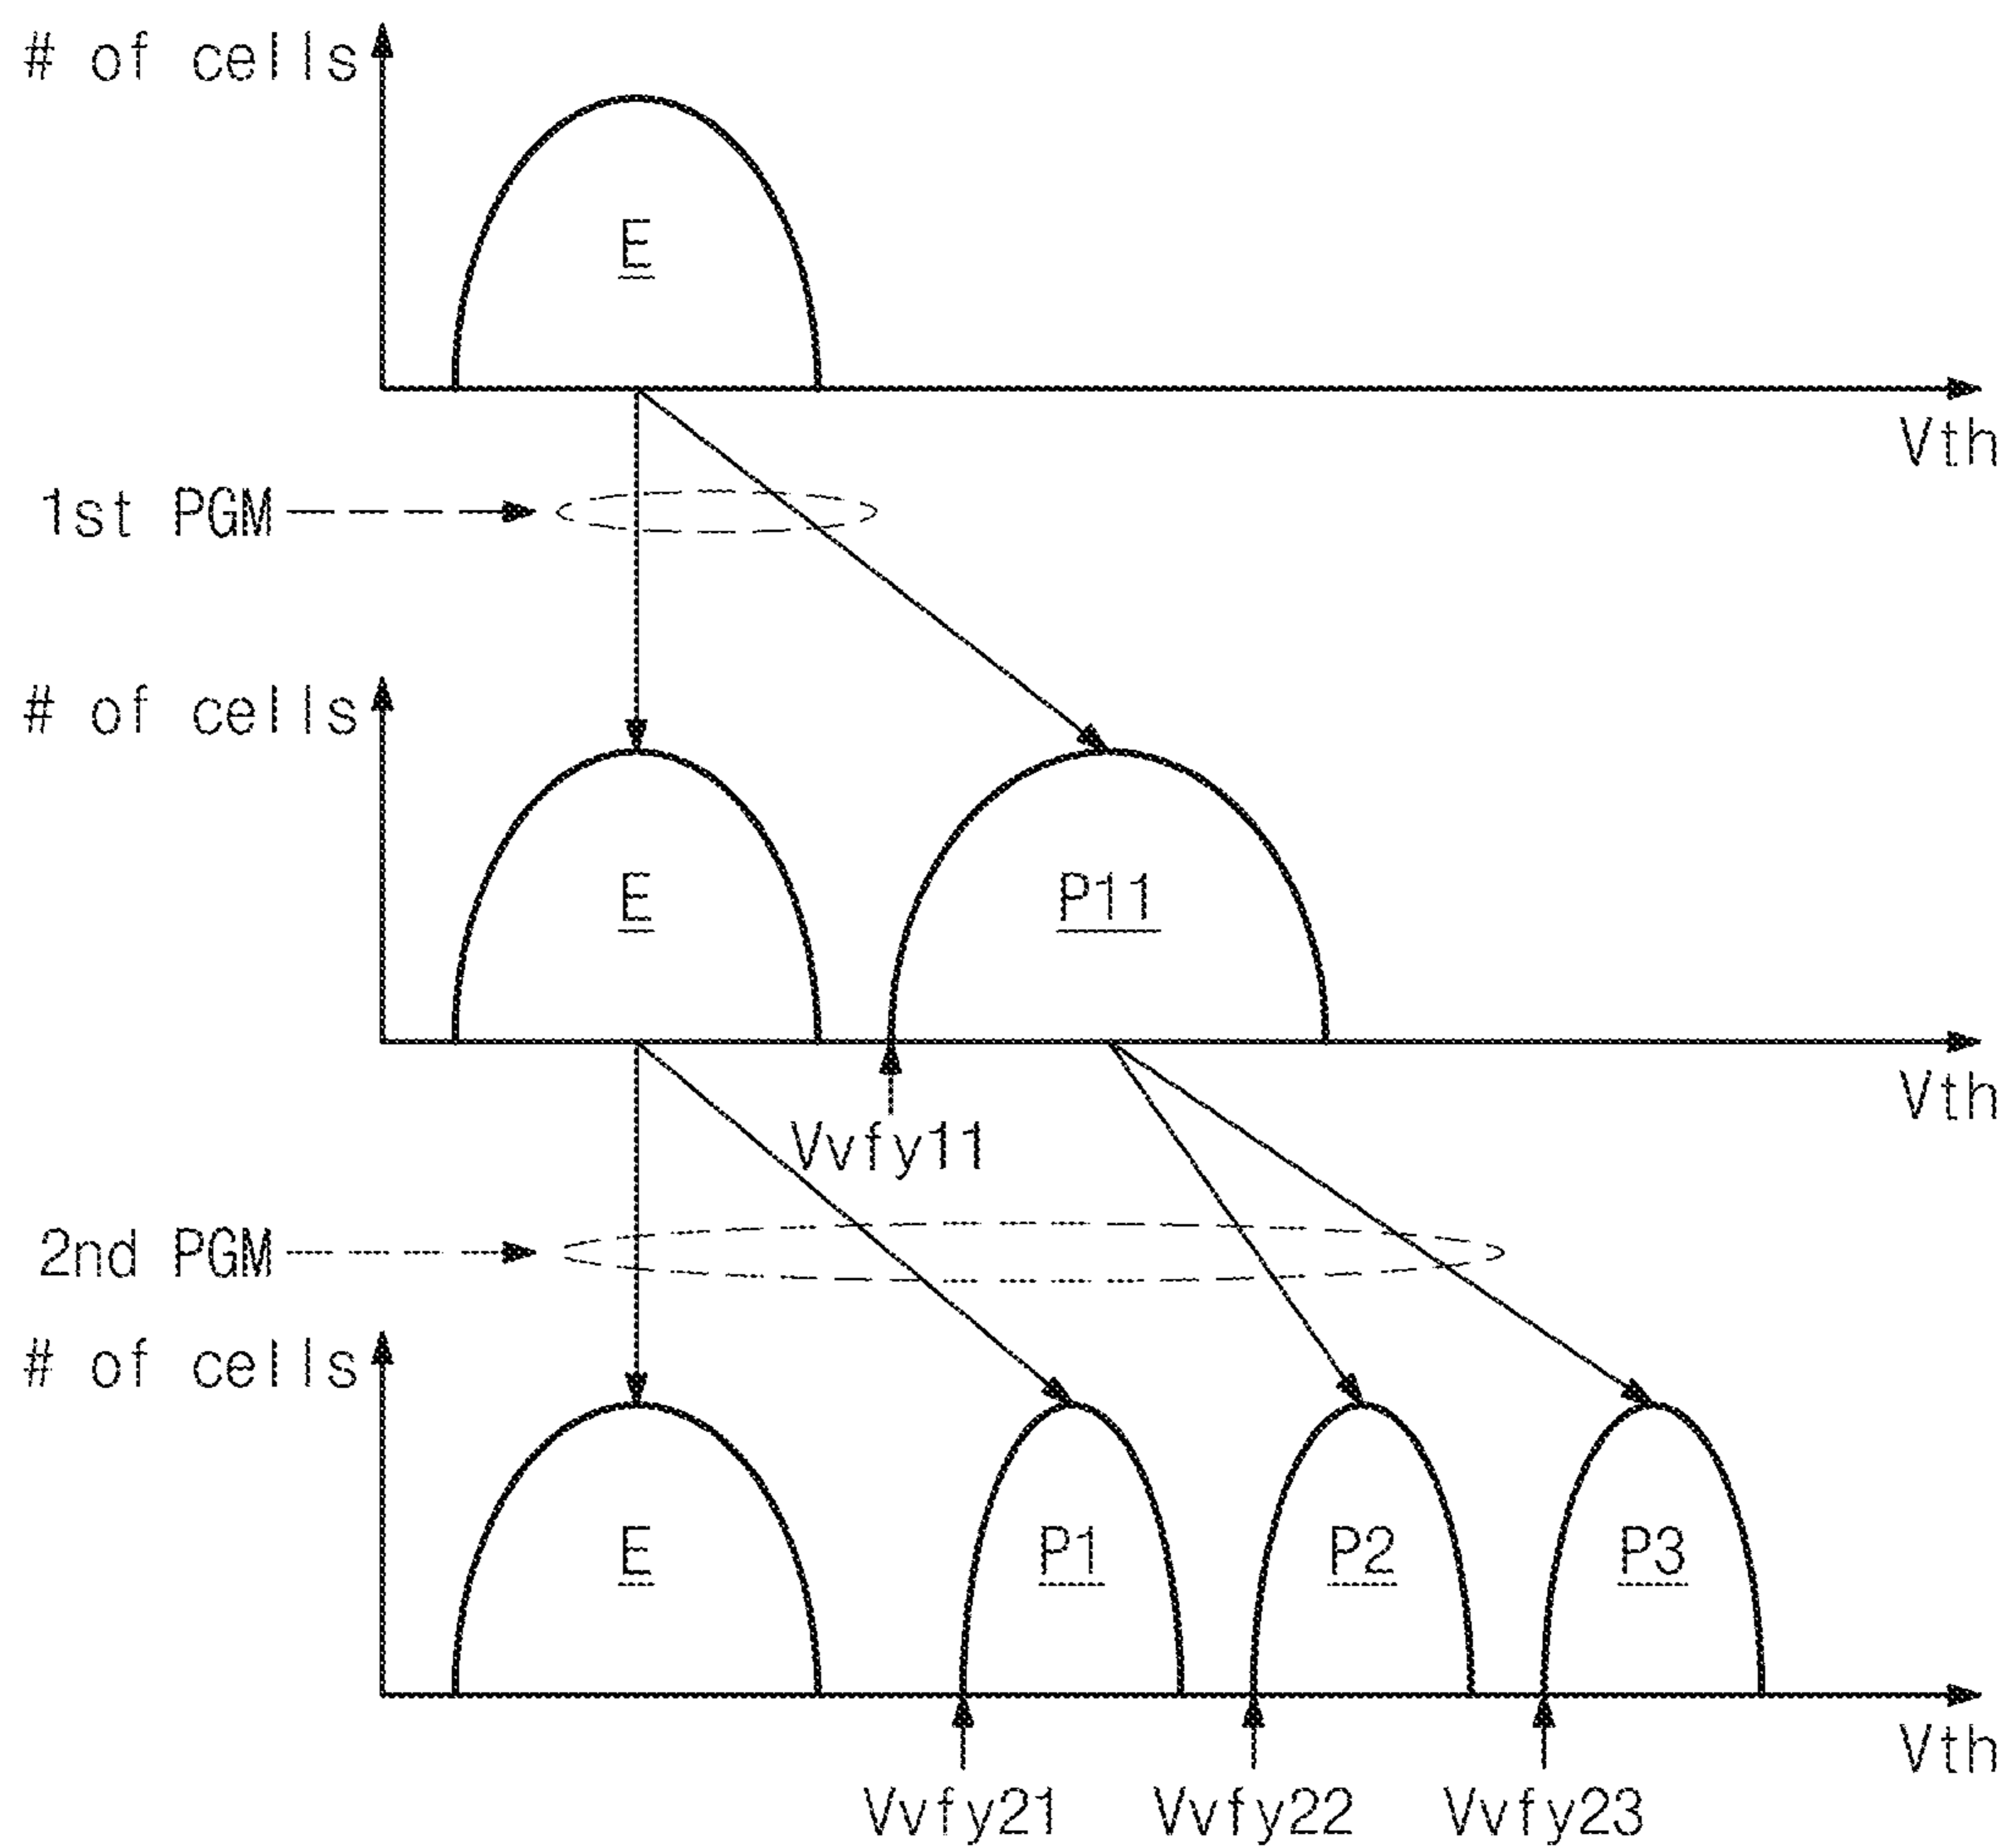 # of cells
E
Vth
1st PGM
# of cells
E
P11
Vth
Vvfy11
2nd PGM
# of cells
E
P1
P2
P3
Vth
Vvfy21
Vvfy22
Vvfy23